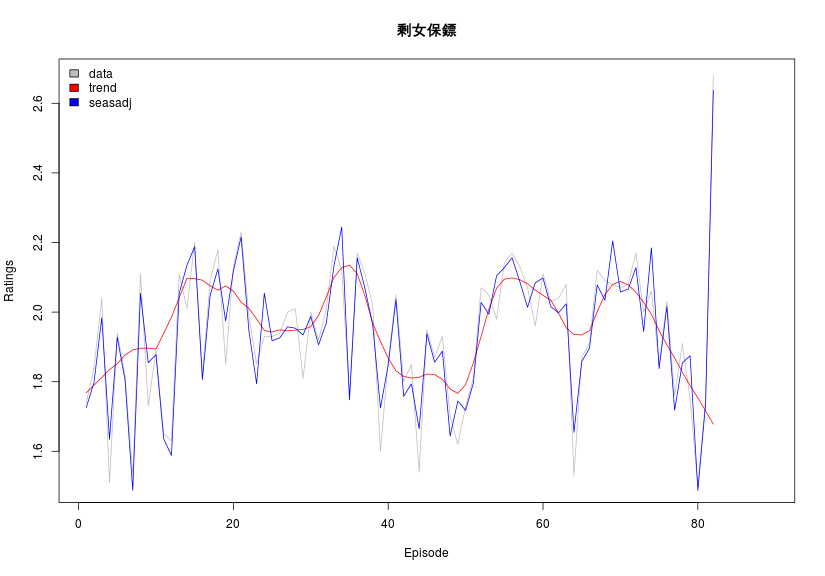 剩女保鏢
data
trend
seasadj
2.6
2.4
2.2
2.0
1.8
1.6
Ratings
0 20 40 60 80
Episode